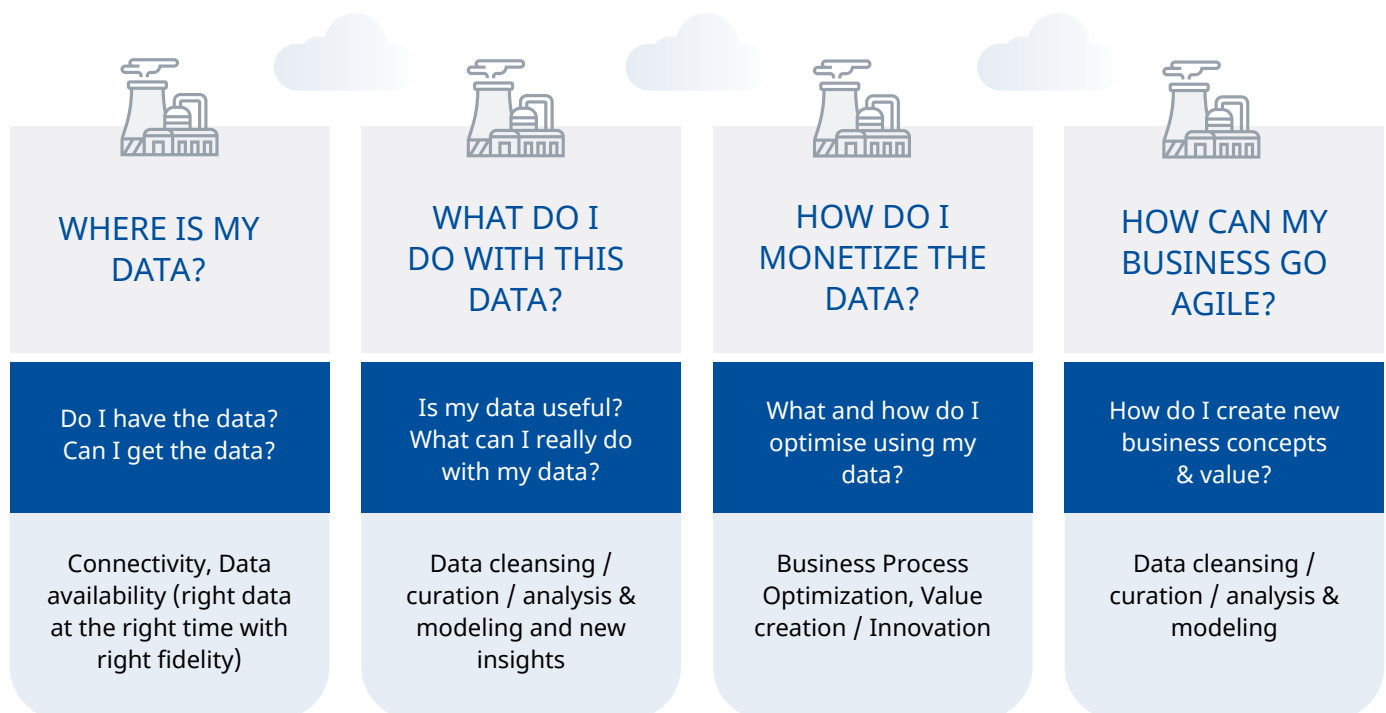 WHERE IS MY
DATA?
Do I have the data?
Can I get the data?
Connectivity, Data
availability (right data
at the right time with
right fidelity)
WHAT DO I
DO WITH THIS
DATA?
Is my data useful?
What can I really do
with my data?
Data cleansing /
curation / analysis &
modeling and new
insights
HOW DO I
MONETIZE THE
DATA?
What and how do I
optimise using my
data?
Business Process
Optimization, Value
creation / Innovation
HOW CAN MY
BUSINESS GO
AGILE?
How do I create new
business concepts
& value?
Data cleansing /
curation / analysis &
modeling